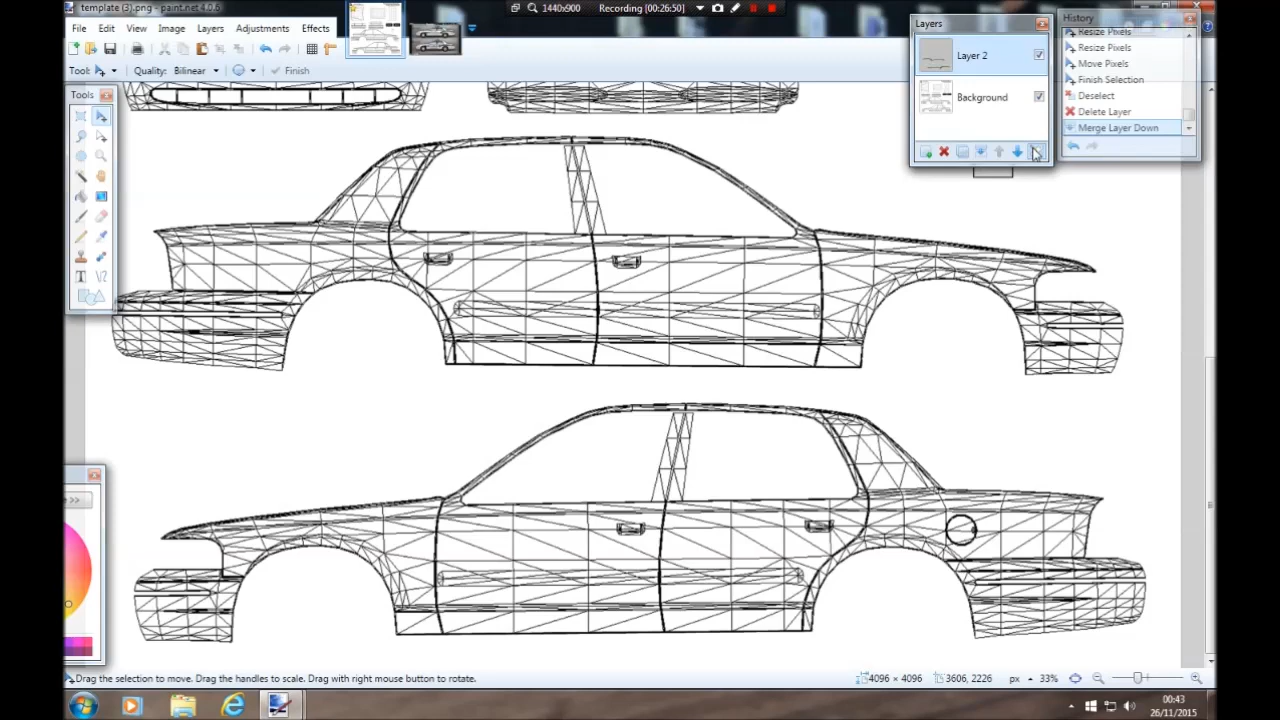 template (3).png - paint.net 4.0.6
1440x900
Recording [00:26:50]
File Edit View Image Layers Adjustments Effects
Tool:
Quality: Bilinear
Finish
Tools
Layers
Layer 2
Background
History
Resize Pixels
Resize Pixels
Move Pixels
Finish Selection
Deselect
Delete Layer
Merge Layer Down
>>
Drag the selection to move. Drag the handles to scale. Drag with right mouse button to rotate.
4096 × 4096
3606, 2226
px
33%
00:43
26/11/2015